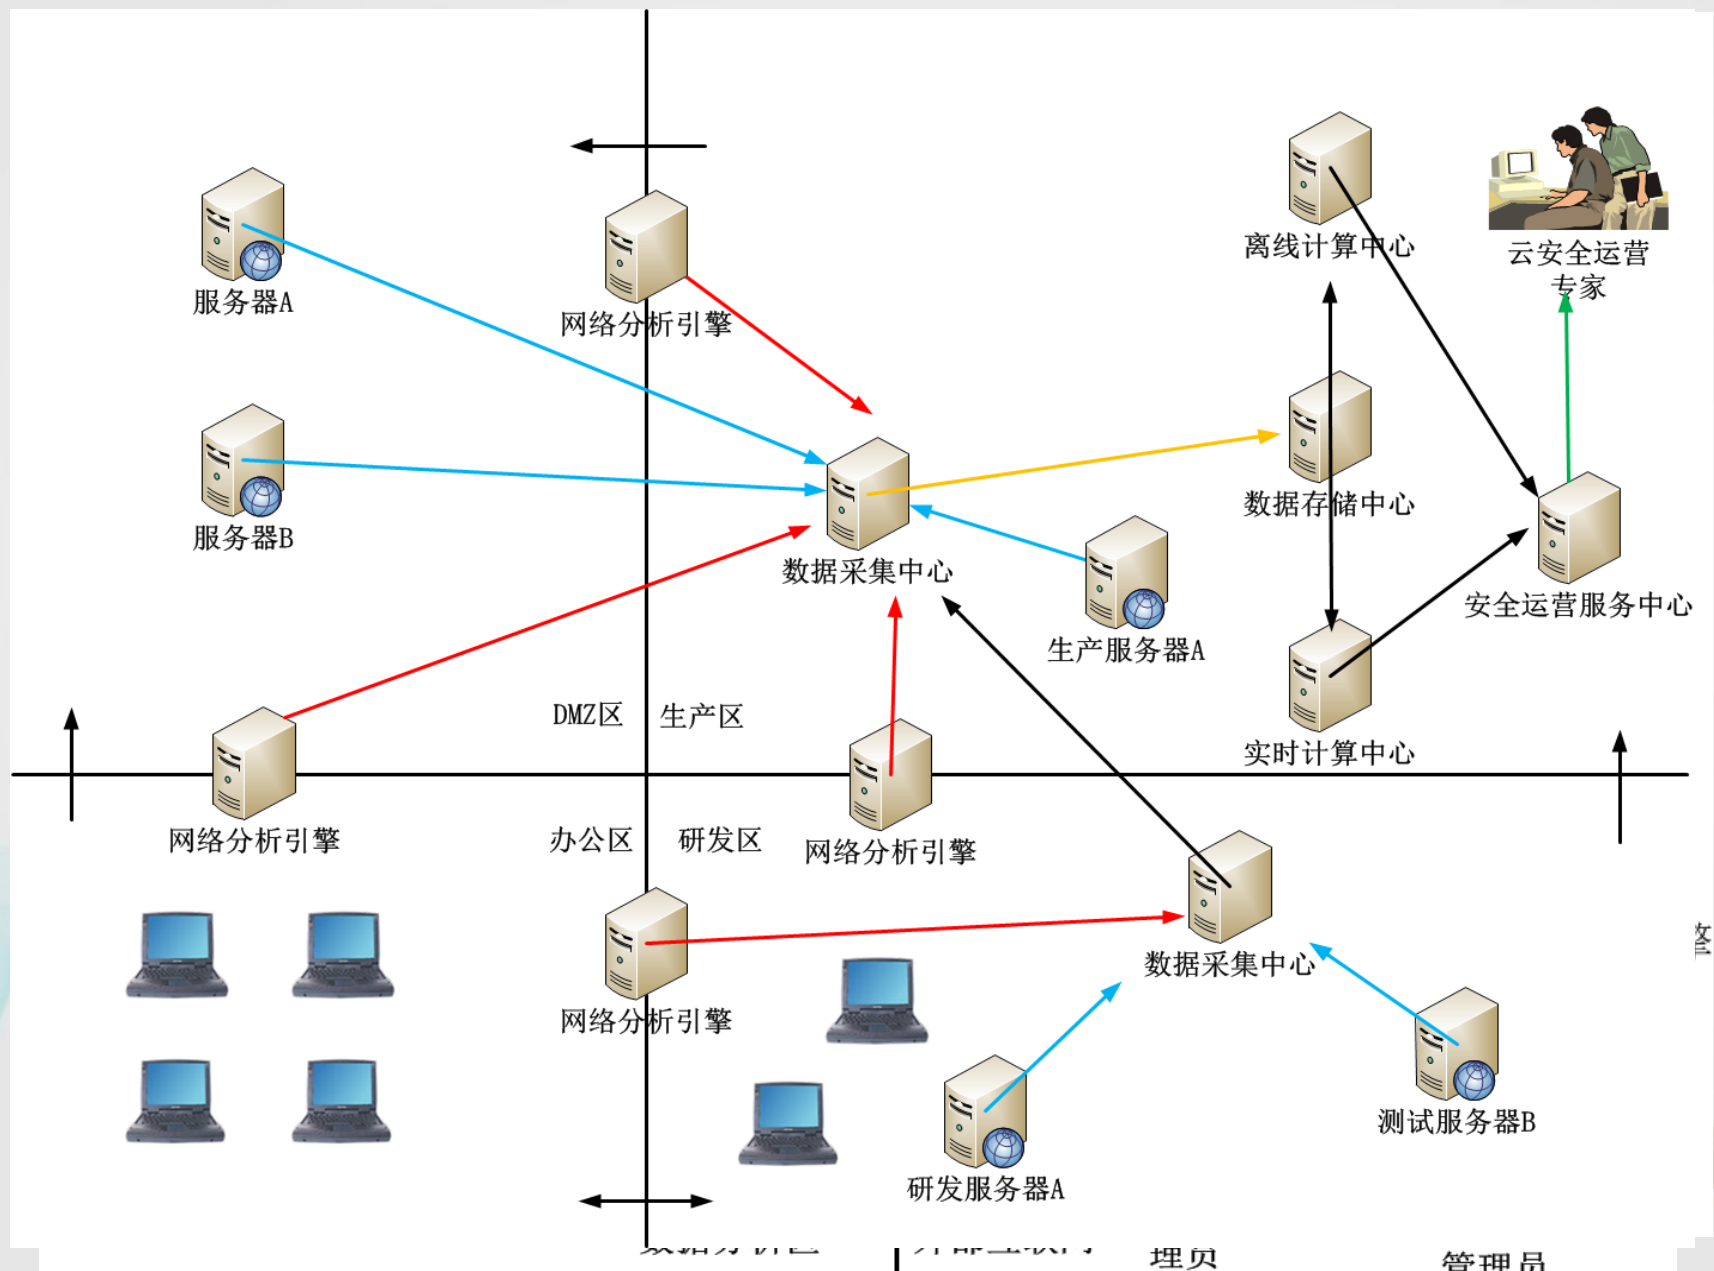 离线计算中心
云安全运营
专家
服务器A
网络分析引擎
数据存储中心
服务器B
数据采集中心
安全运营服务中心
生产服务器A
DMZ区
生产区
实时计算中心
网络分析引擎
办公区
研发区
网络分析引擎
数据采集中心
网络分析引擎
测试服务器B
研发服务器A
理员
管理员